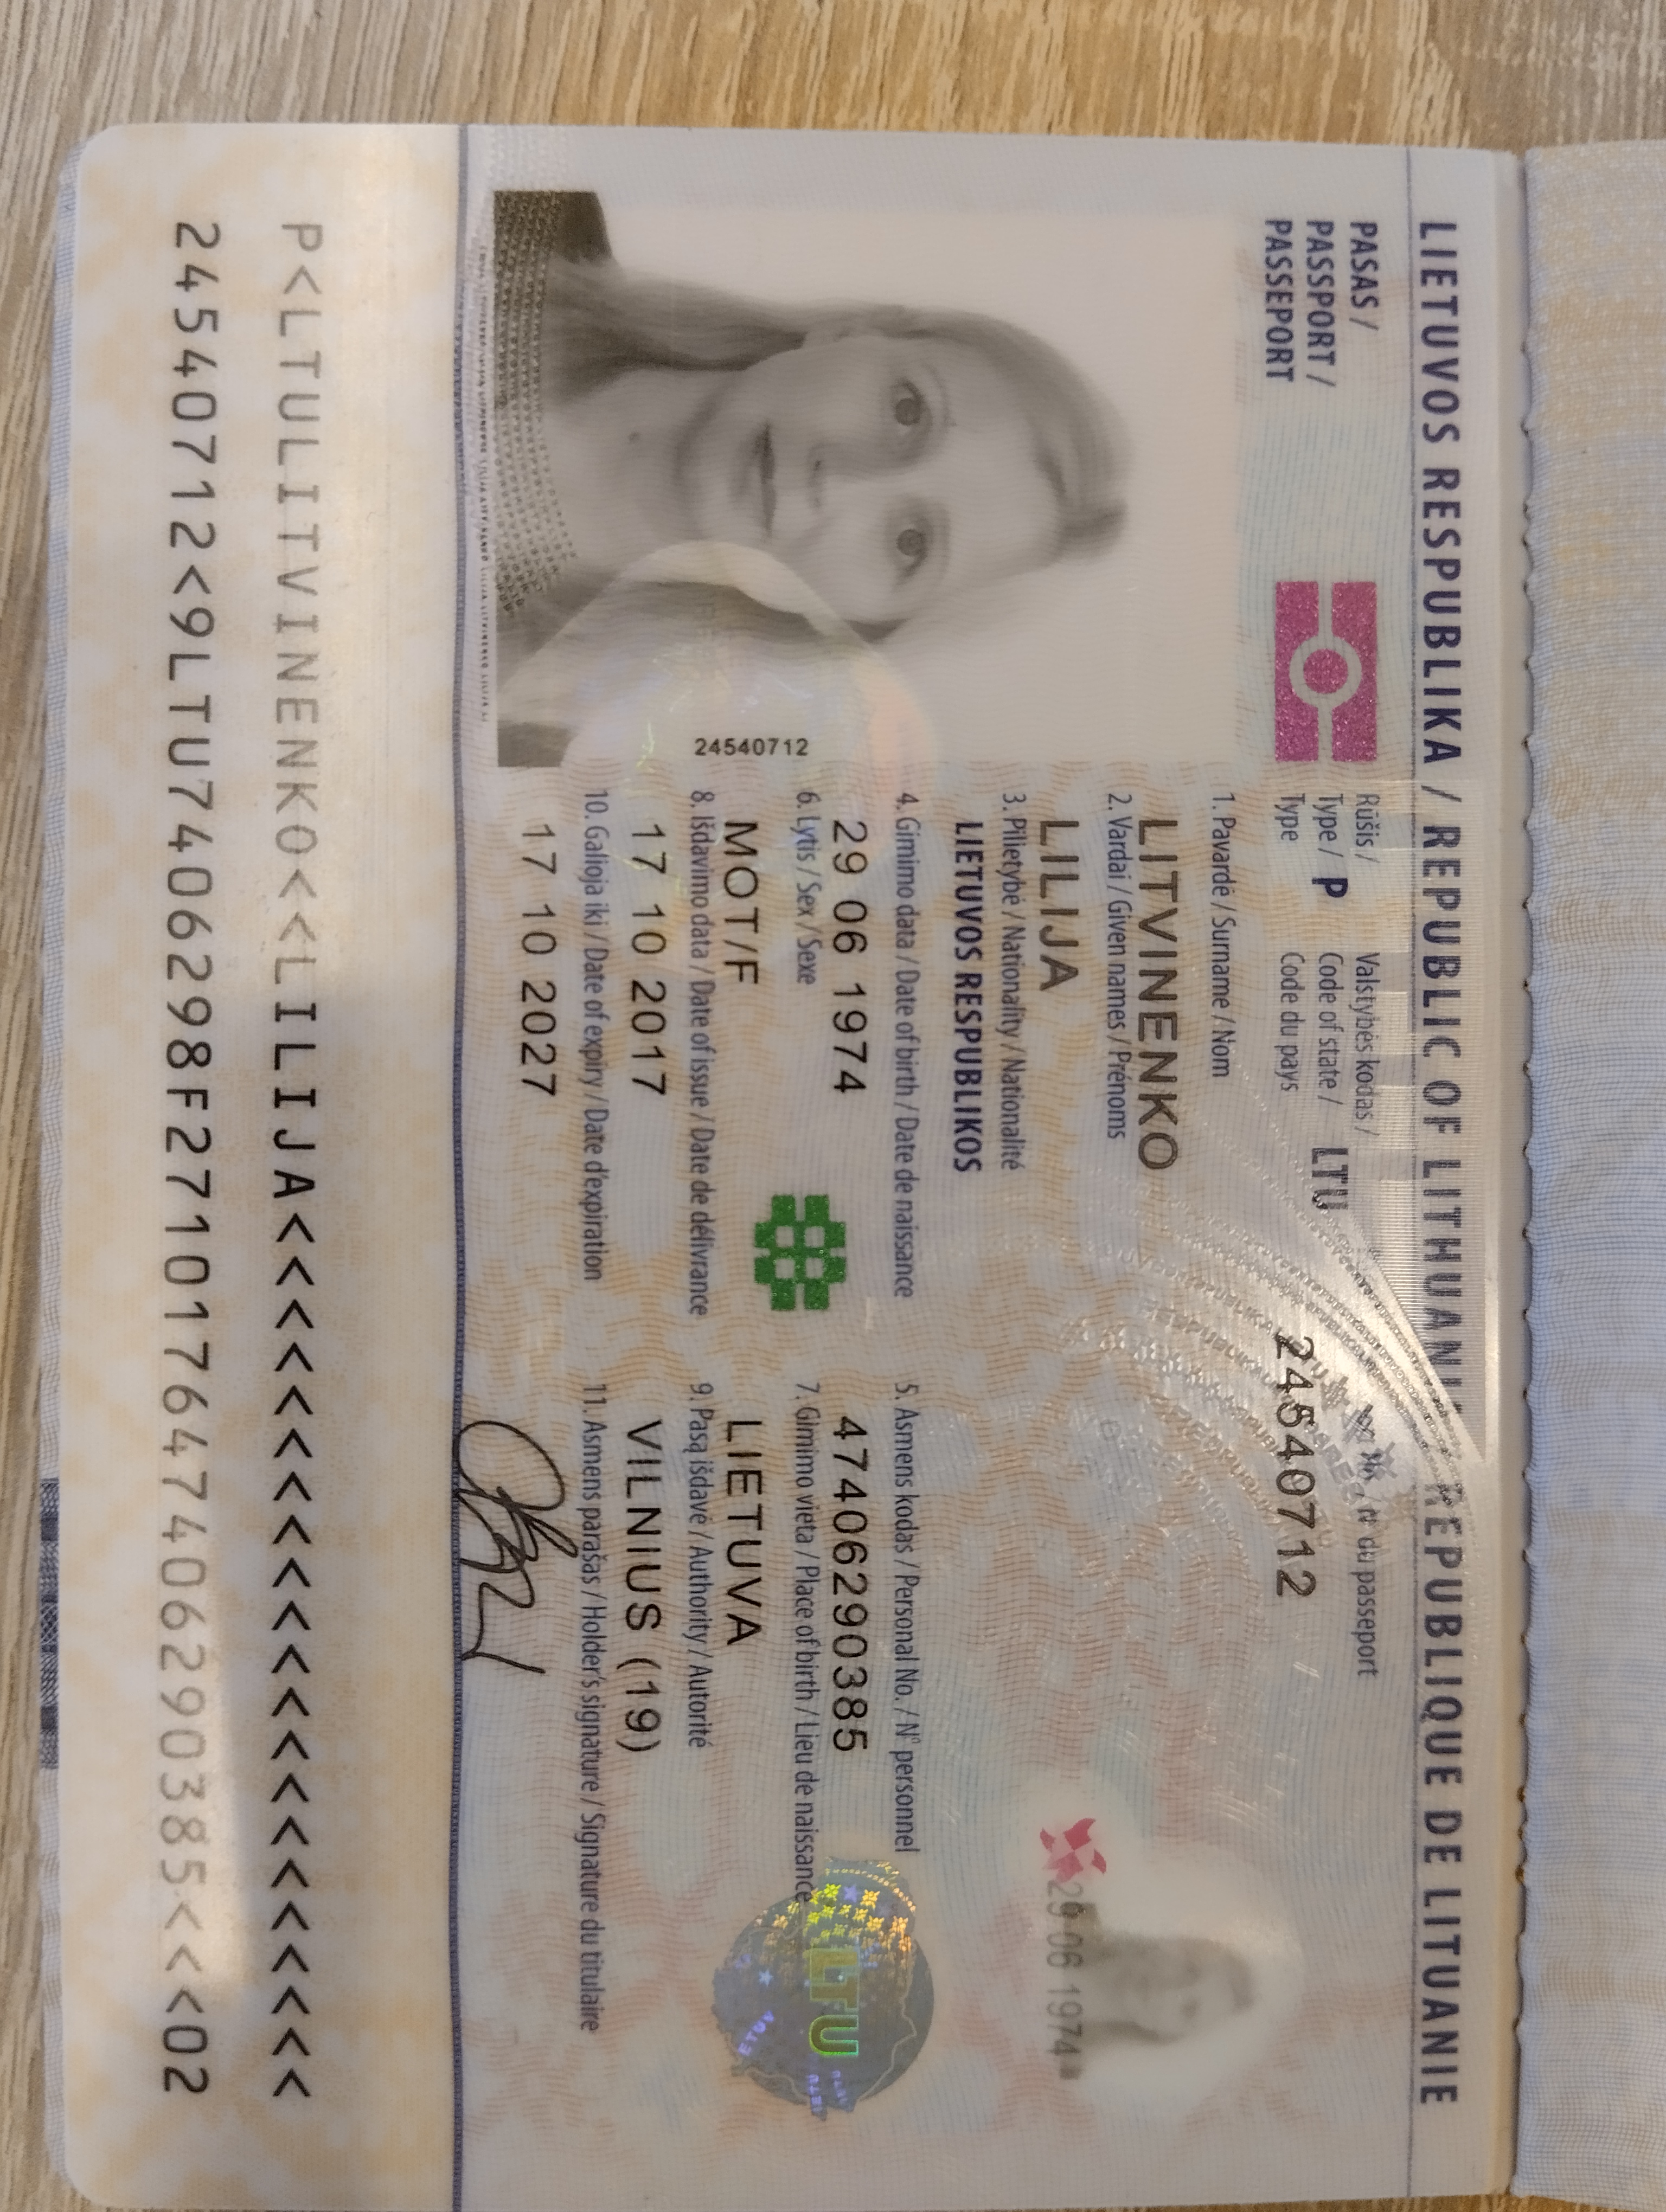 LIETUVOS RESPUBLIKA / REPUBLIC OF LITHUANIA / REPUBLIQUE DE LITUANIE
PASAS /
PASSPORT /
PASSEPORT
Rūšis /
Type / P
Type
Valstybės kodas /
Code of state / LTU
Code du pays
No. / N° du passeport
24540712
1. Pavardė / Surname / Nom
LITVINENKO
2. Vardai / Given names / Prénoms
LILIJA
3. Pilietybė / Nationality / Nationalité
LIETUVOS RESPUBLIKOS
29 06 1974
4. Gimimo data / Date of birth / Date de naissance
29 06 1974
5. Asmens kodas / Personal No. / N° personnel
47406290385
LTU
6. Lytis / Sex / Sexe
MOT/F
7. Gimimo vieta / Place of birth / Lieu de naissance
LIETUVA
24540712
8. Išdavimo data / Date of issue / Date de délivrance
17 10 2017
9. Pasą išdavė / Authority / Autorité
VILNIUS (19)
10. Galioja iki / Date of expiry / Date d'expiration
17 10 2027
11. Asmens parašas / Holder's signature / Signature du titulaire
P<LTULITVINENKO<<LILIJA<<<<<<<<<<<<<<<<<<<<<
24540712<9LTU7406298F271017647406290385<<<02